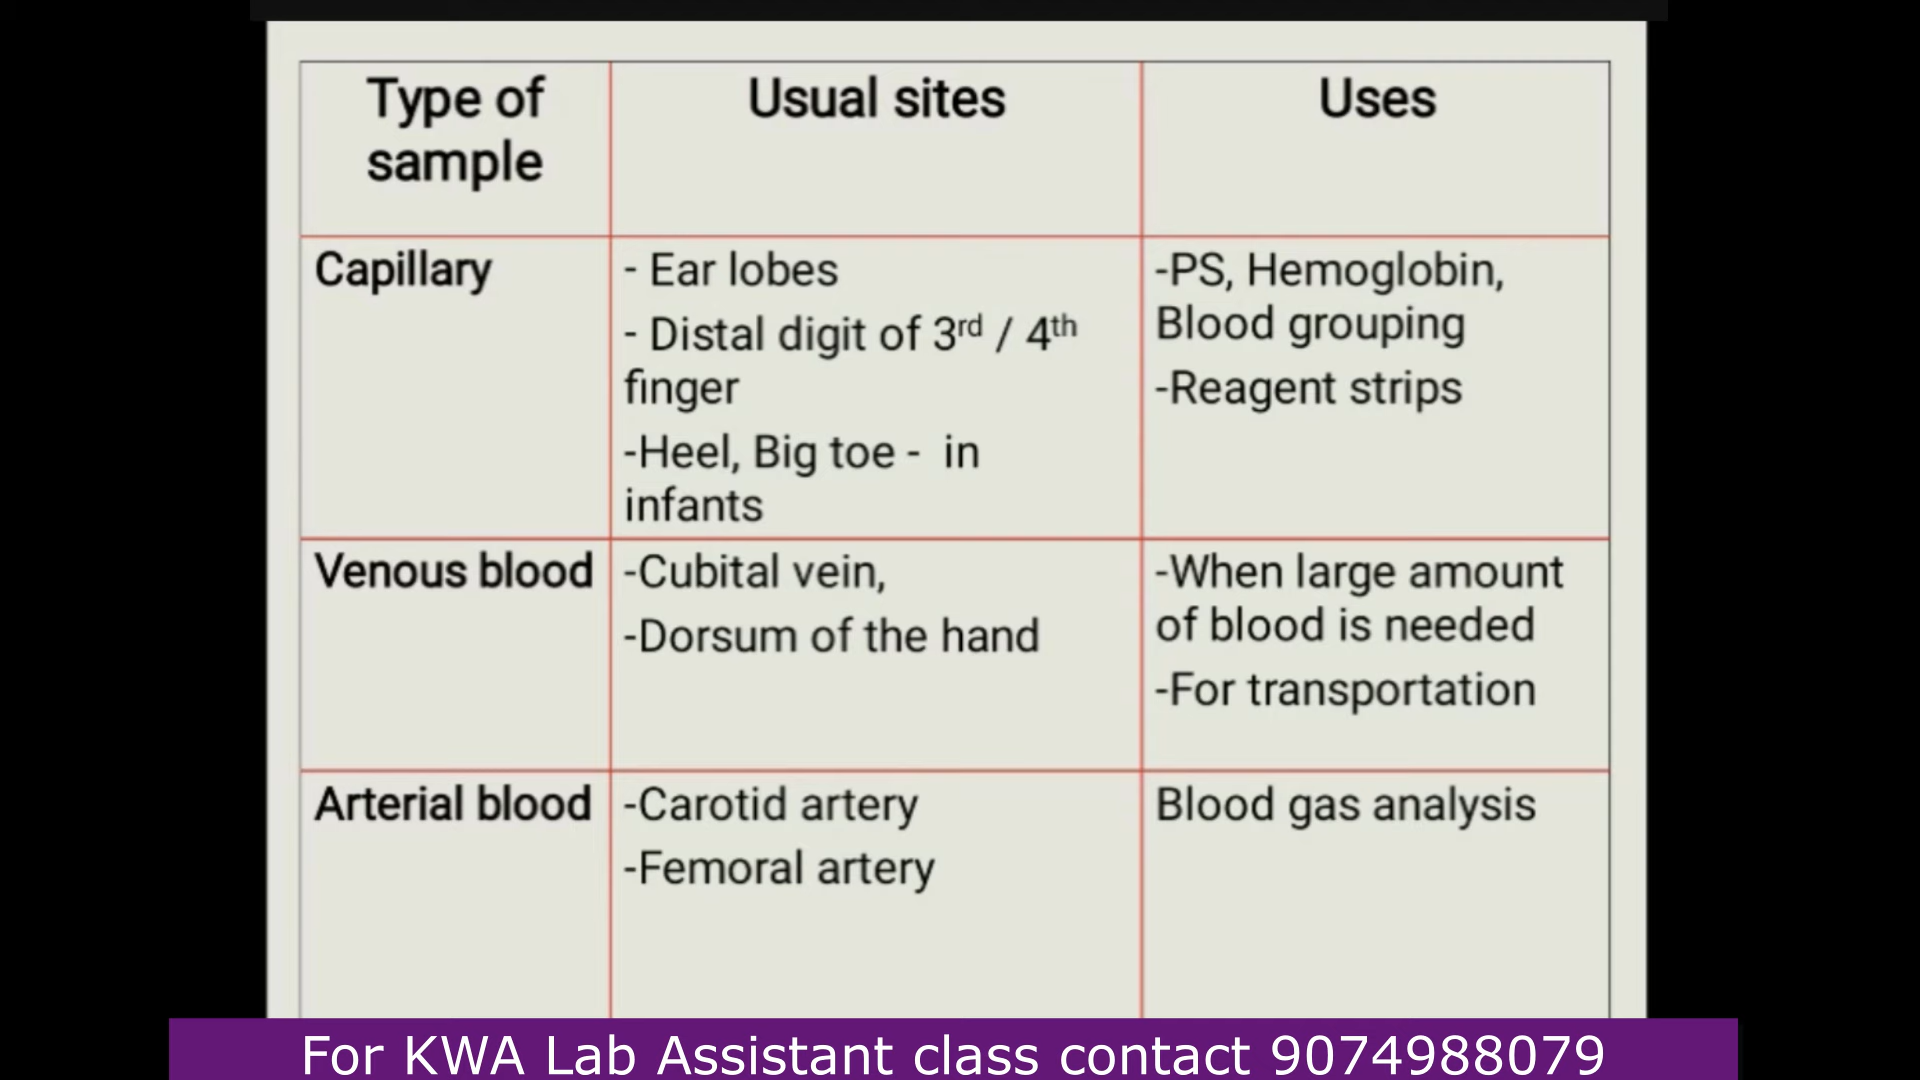 Type of
sample
Usual sites
Uses
Capillary
- Ear lobes
- Distal digit of 3rd / 4th
finger
-Heel, Big toe - in
infants
-PS, Hemoglobin,
Blood grouping
-Reagent strips
Venous blood
-Cubital vein,
-Dorsum of the hand
-When large amount
of blood is needed
-For transportation
Arterial blood
-Carotid artery
-Femoral artery
Blood gas analysis
For KWA Lab Assistant class contact 9074988079